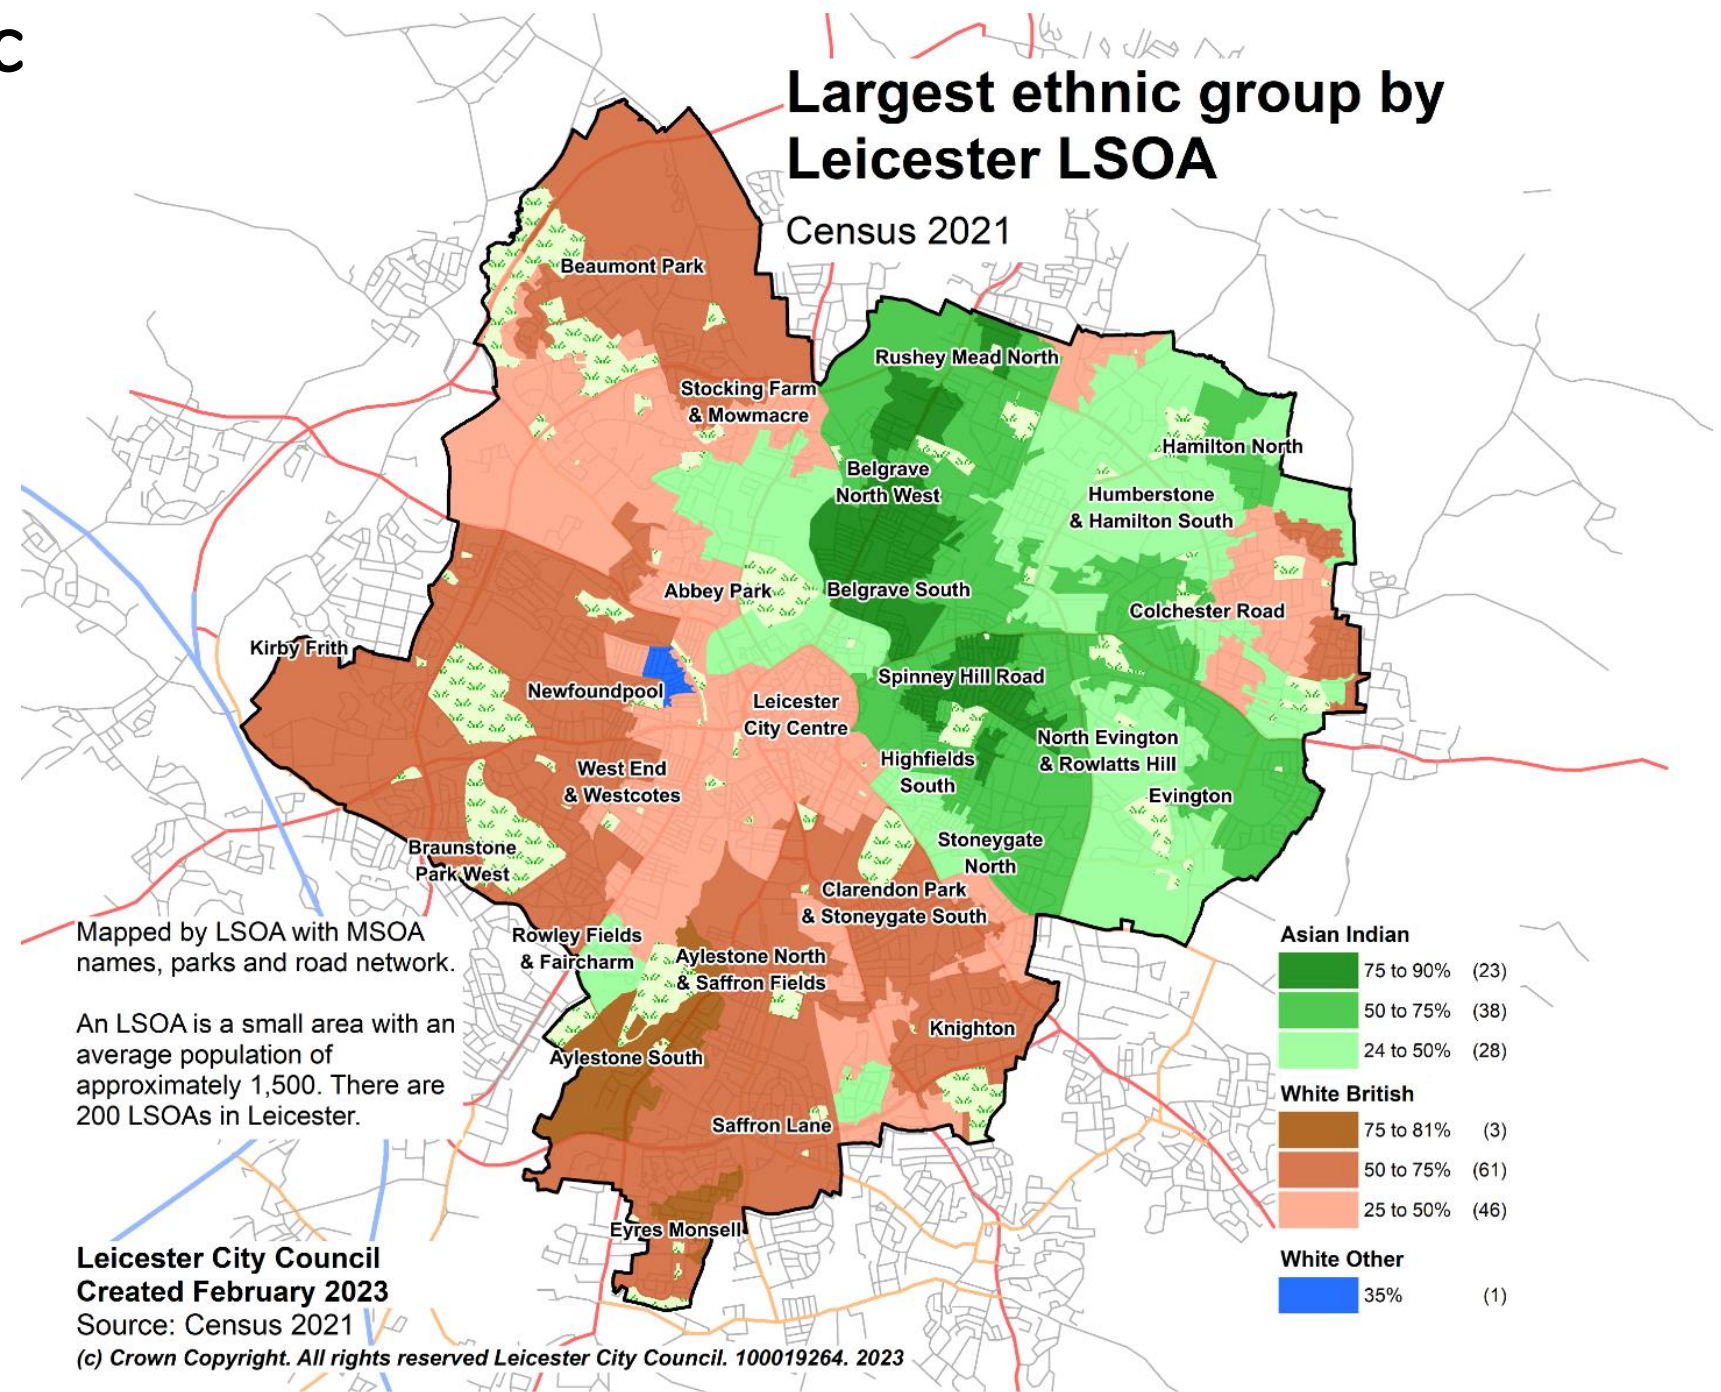 C
Largest ethnic group by
Leicester LSOA
Census 2021
Beaumont Park
Rushey Mead North
Stocking Farm
& Mowmacre
Hamilton North
Belgrave
North West
Humberstone
& Hamilton South
Abbey Park
Belgrave South
Colchester Road
Kirby Frith
Spinney Hill Road
Newfoundpool
Leicester
City Centre
North Evington
& Rowlatts Hill
Highfields
South
West End
& Westcotes
Evington
Stoneygate
North
Braunstone
Park West
Clarendon Park
& Stoneygate South
Rowley Fields
& Faircharm
Aylestone North
& Saffron Fields
Knighton
Aylestone South
Saffron Lane
Eyres Monsell
Mapped by LSOA with MSOA
names, parks and road network.
An LSOA is a small area with an
average population of
approximately 1,500. There are
200 LSOAs in Leicester.
Asian Indian
75 to 90% (23)
50 to 75% (38)
24 to 50% (28)
White British
75 to 81% (3)
50 to 75% (61)
25 to 50% (46)
White Other
35% (1)
Leicester City Council
Created February 2023
Source: Census 2021
(c) Crown Copyright. All rights reserved Leicester City Council. 100019264. 2023